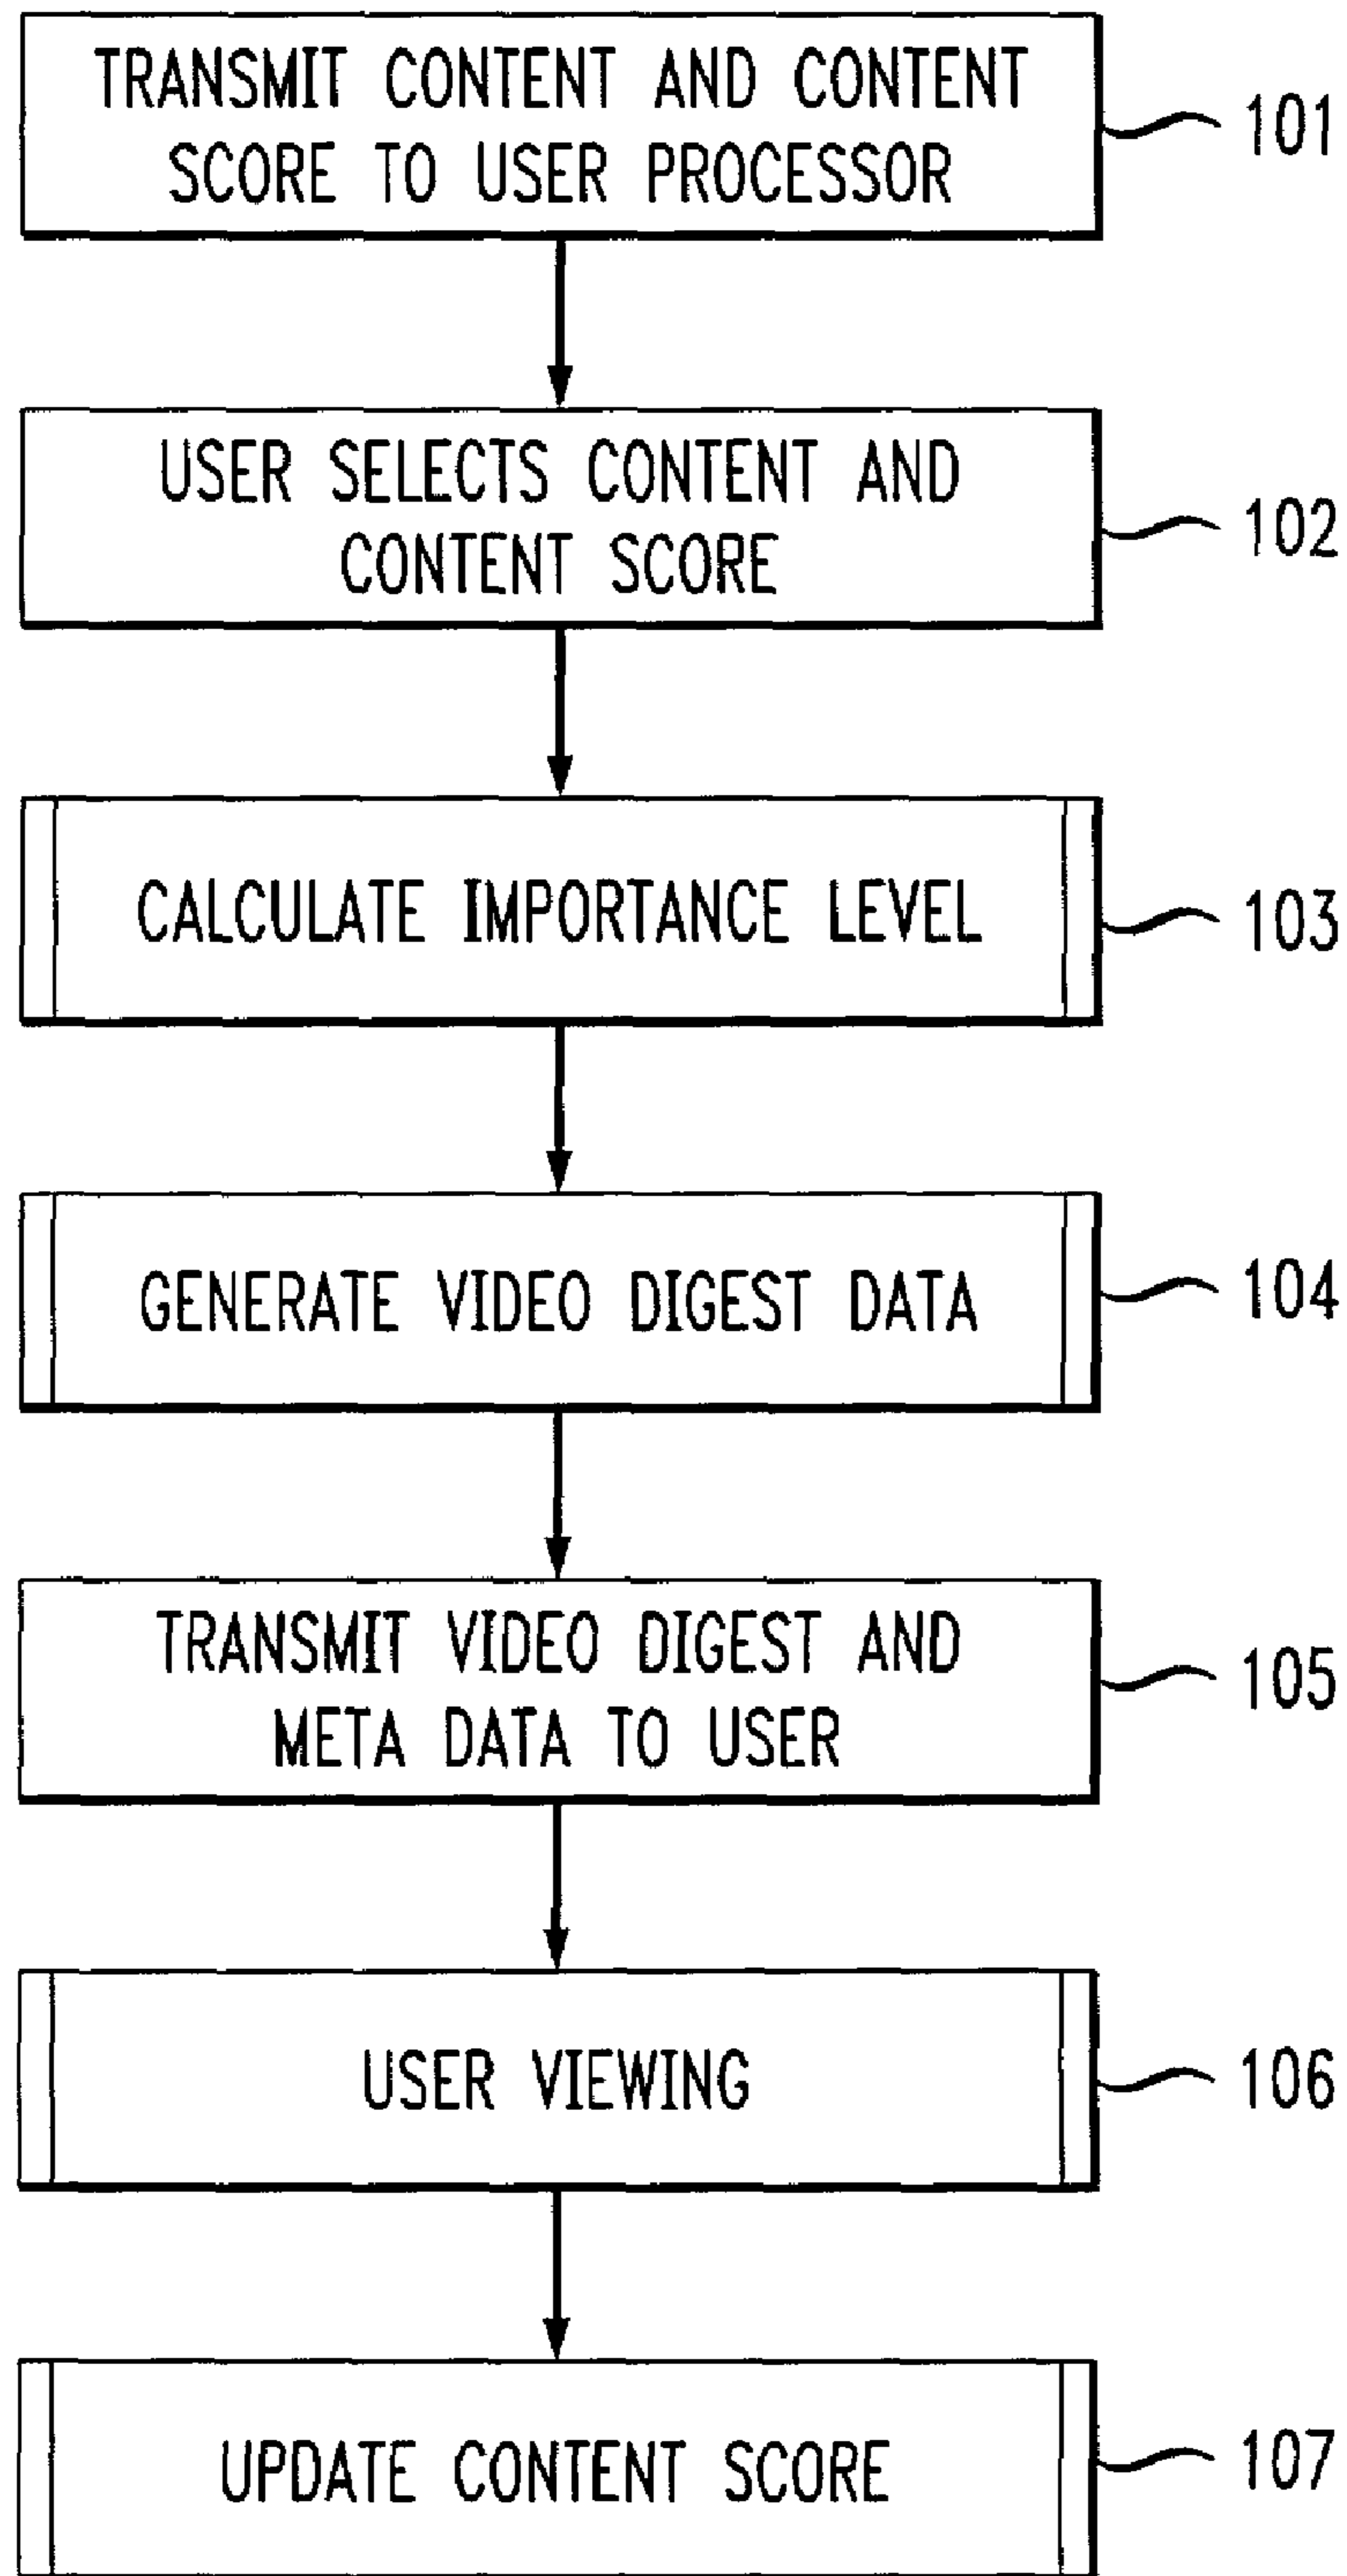 TRANSMIT CONTENT AND CONTENT
SCORE TO USER PROCESSOR
101
USER SELECTS CONTENT AND
CONTENT SCORE
102
CALCULATE IMPORTANCE LEVEL
103
GENERATE VIDEO DIGEST DATA
104
TRANSMIT VIDEO DIGEST AND
META DATA TO USER
105
USER VIEWING
106
UPDATE CONTENT SCORE
107